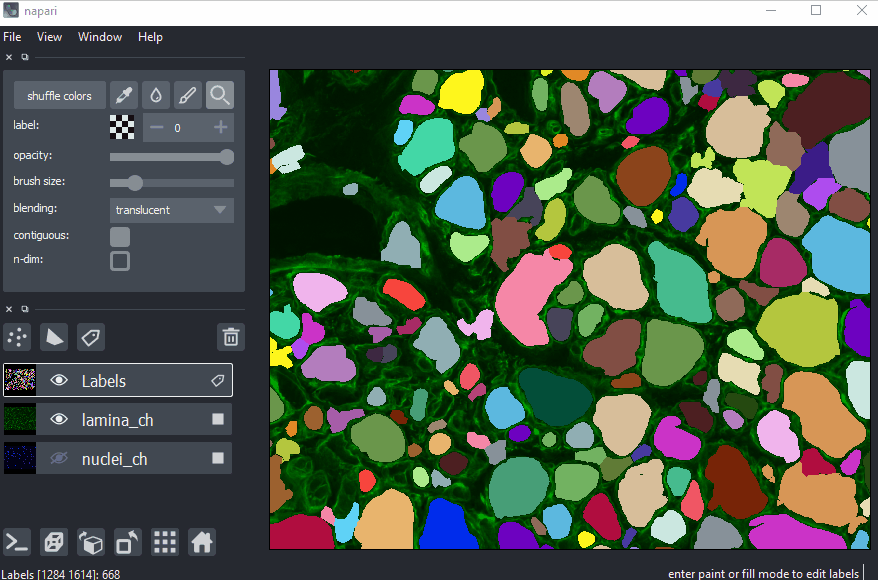 napari
File View Window Help
shuffle colors
label:
0
opacity:
brush size:
blending:
translucent
contiguous:
n-dim:
Labels
lamina_ch
nuclei_ch
Labels [1284 1614]: 668
enter paint or fill mode to edit labels